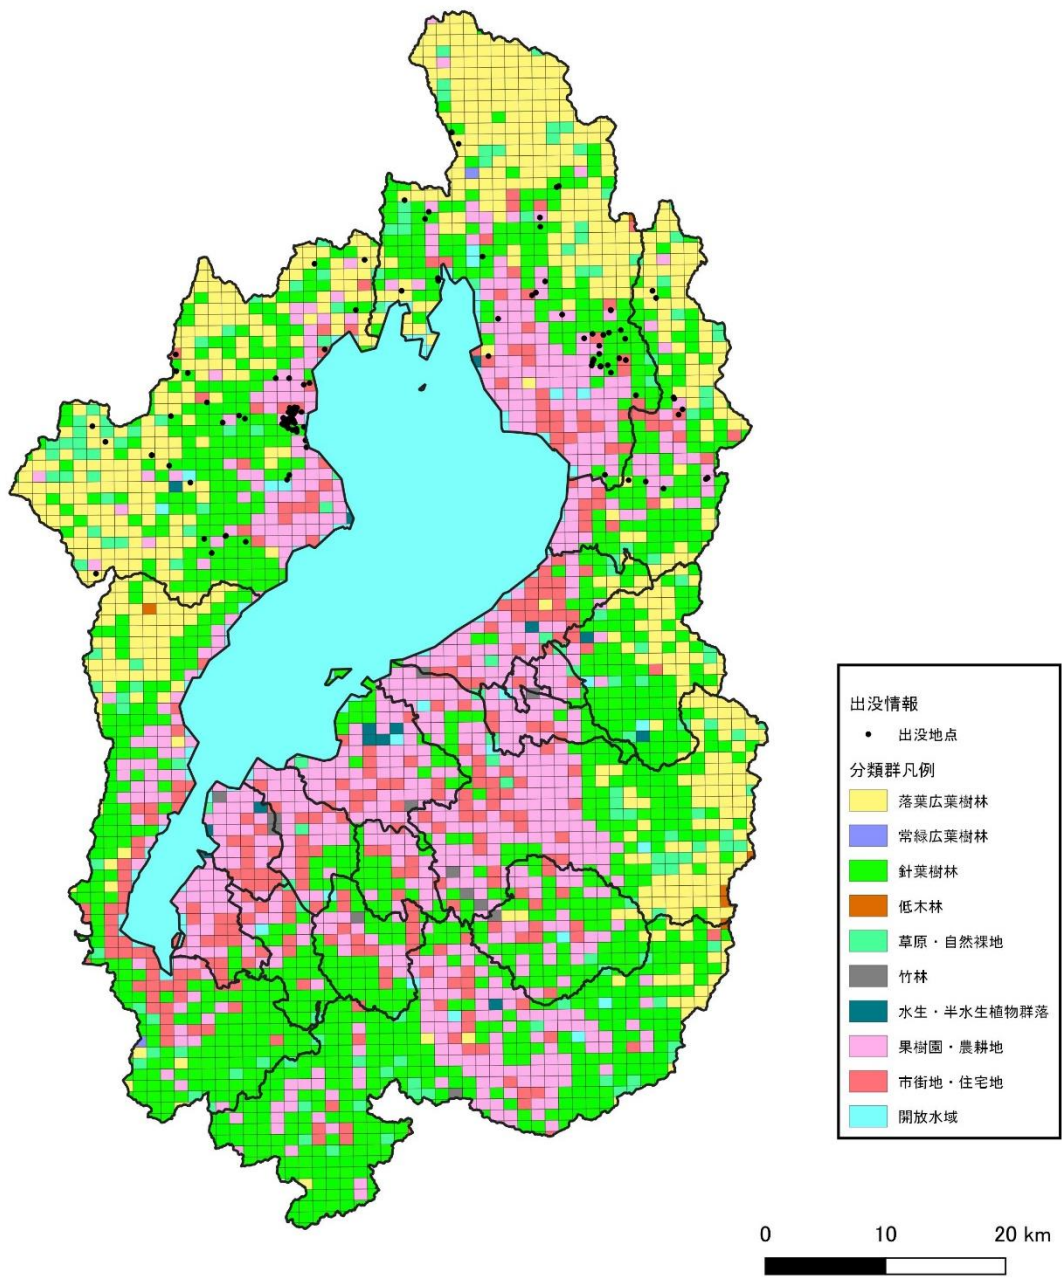 出没情報
出没地点
分類群凡例
落葉広葉樹林
常緑広葉樹林
針葉樹林
低木林
草原・自然裸地
竹林
水生・半水生植物群落
果樹園・農耕地
市街地・住宅地
開放水域
0 10 20 km